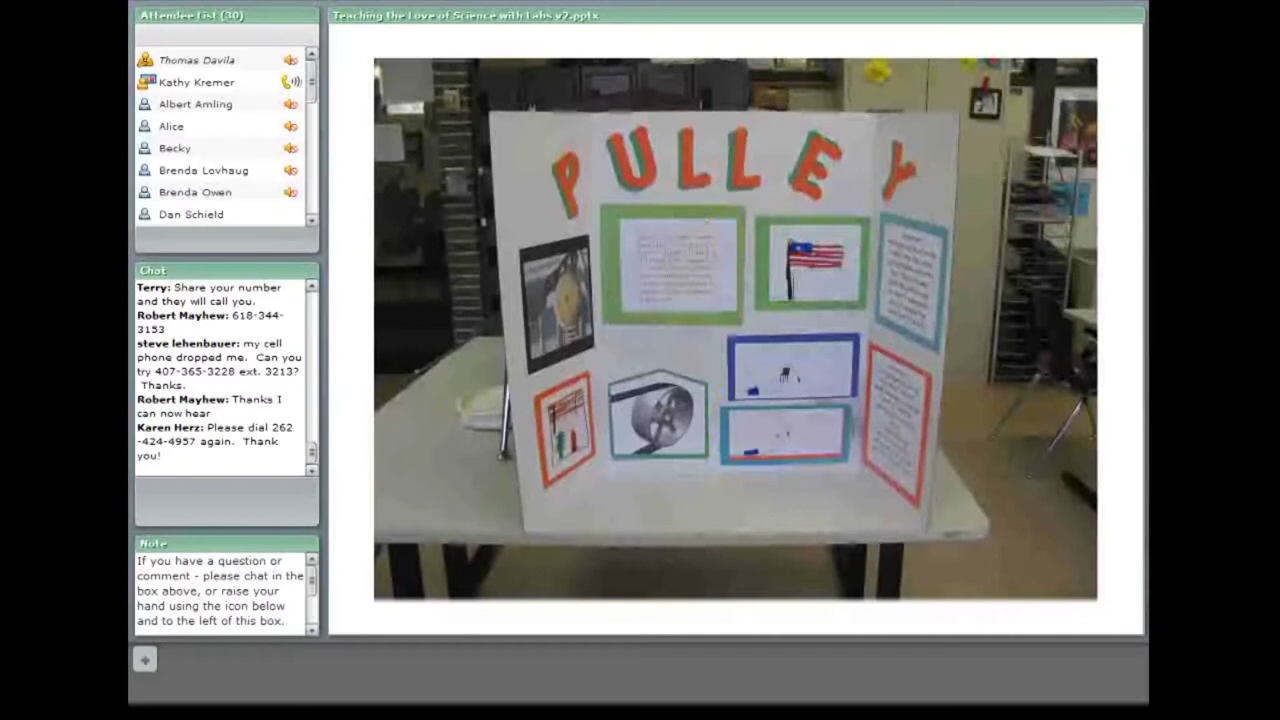 Attendee List (30)
Thomas Davila
Kathy Kremer
Albert Amling
Alice
Becky
Brenda Lovhaug
Brenda Owen
Dan Schield
Chat
Terry: Share your number
and they will call you.
Robert Mayhew: 618-344-
3153
steve lehenbauer: my cell
phone dropped me. Can you
try 407-365-3228 ext. 3213?
Thanks.
Robert Mayhew: Thanks I
can now hear
Karen Herz: Please dial 262
-424-4957 again. Thank
you!
Note
If you have a question or
comment - please chat in the
box above, or raise your
hand using the icon below
and to the left of this box.
Teaching the Love of Science with Labs v2.pptx
PULLEY